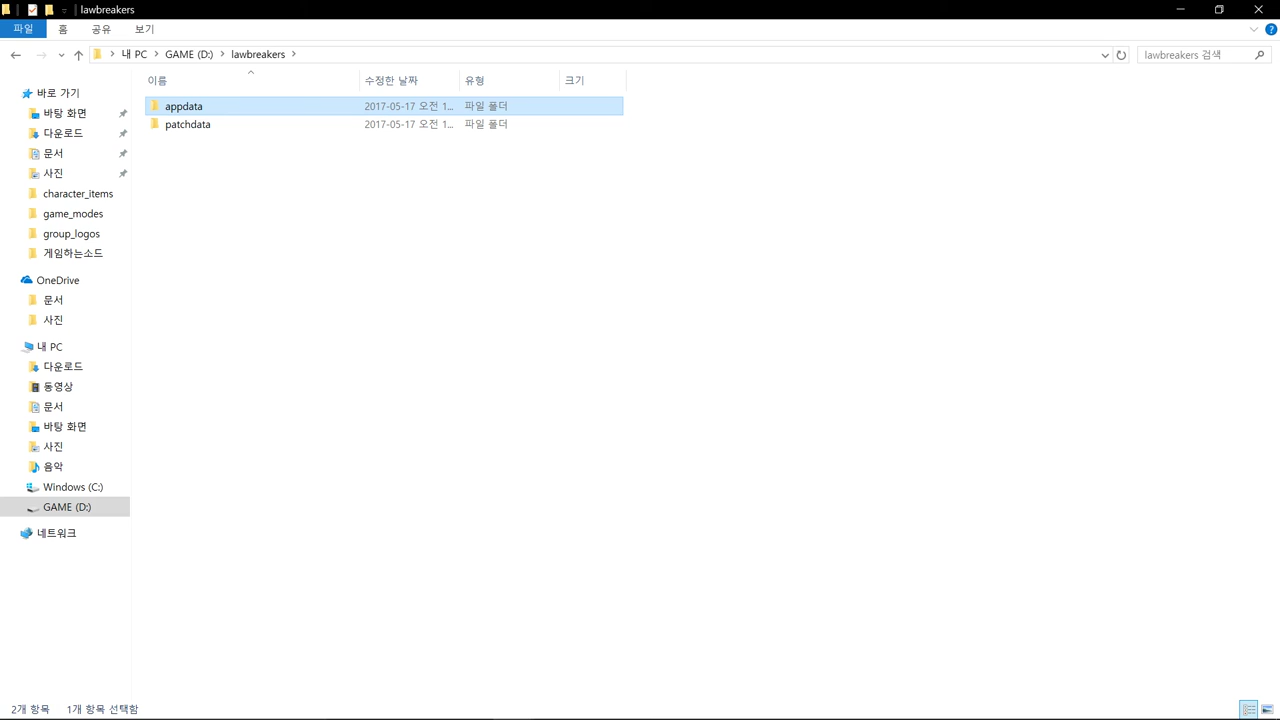 lawbreakers
파일 홈 공유 보기
내 PC GAME (D:) lawbreakers
lawbreakers 검색
이름 수정한 날짜 유형 크기
appdata 2017-05-17 오전 1... 파일 폴더
patchdata 2017-05-17 오전 1... 파일 폴더
바로 가기
바탕 화면
다운로드
문서
사진
character_items
game_modes
group_logos
게임하는소드
OneDrive
문서
사진
내 PC
다운로드
동영상
문서
바탕 화면
사진
음악
Windows (C:)
GAME (D:)
네트워크
2개 항목 1개 항목 선택함